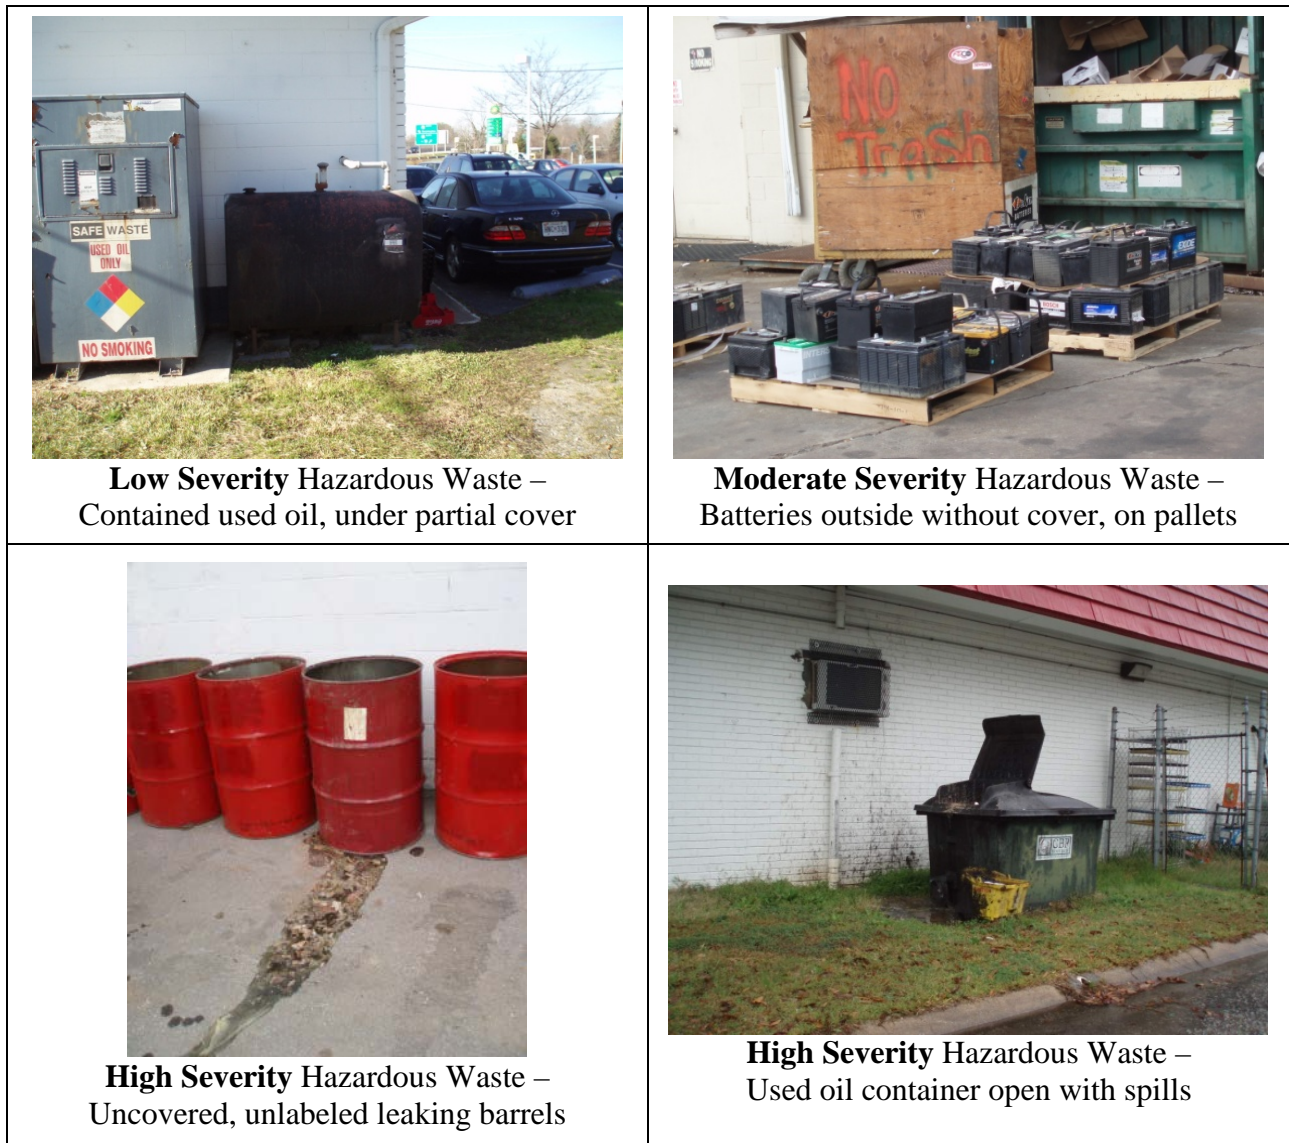 SAFE WASTE
USED OIL
ONLY
NO SMOKING
Low Severity Hazardous Waste –
Contained used oil, under partial cover
NO
Trash
EXIDE
Moderate Severity Hazardous Waste –
Batteries outside without cover, on pallets
High Severity Hazardous Waste –
Uncovered, unlabeled leaking barrels
High Severity Hazardous Waste –
Used oil container open with spills